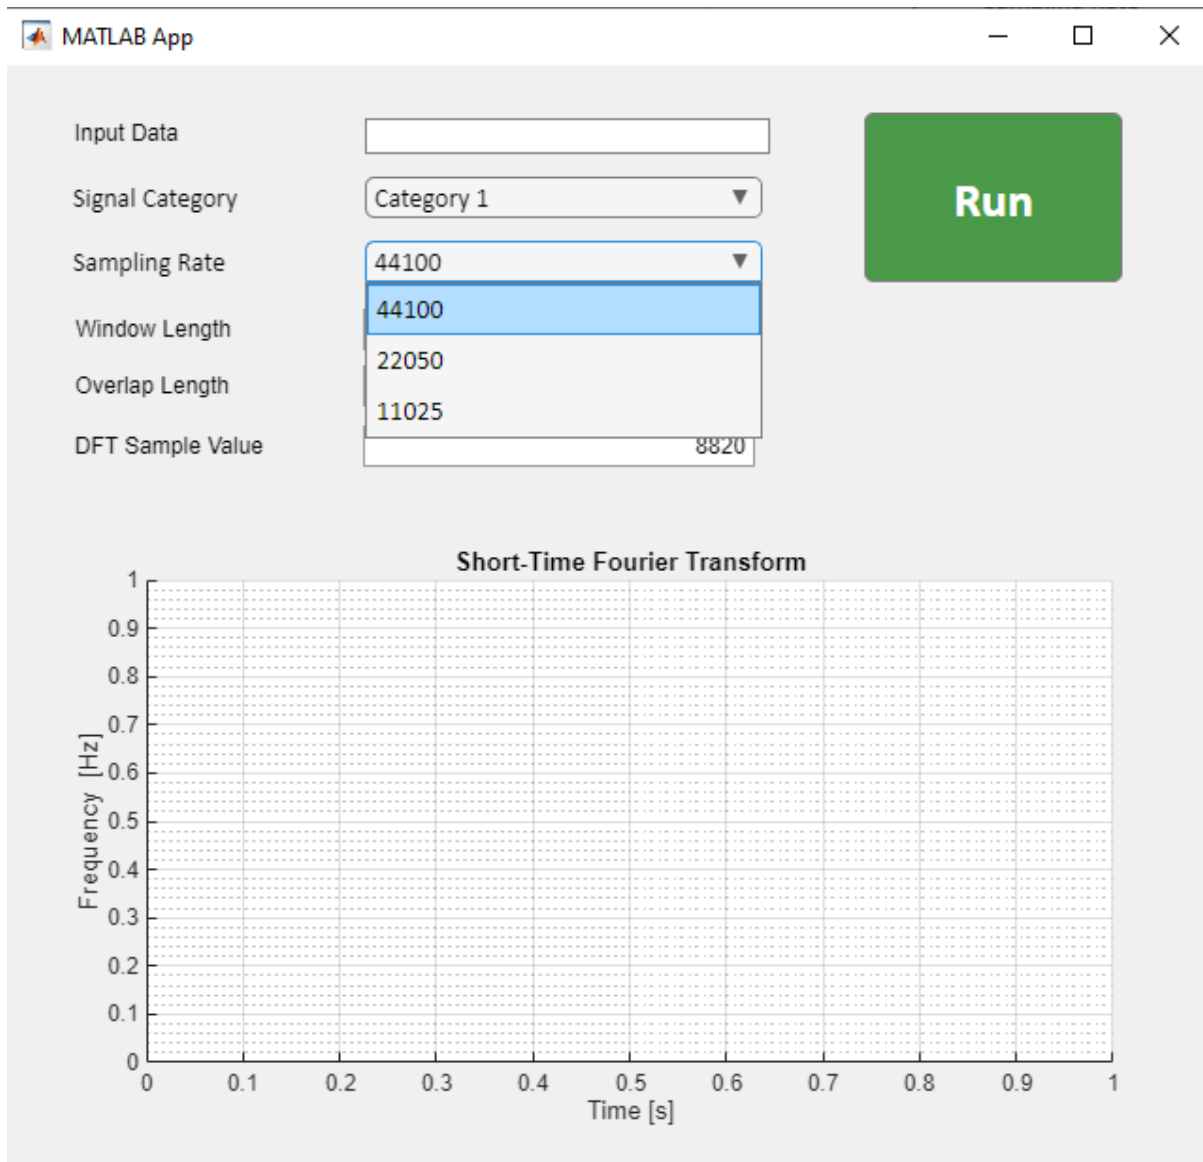 MATLAB App
Input Data
Run
Signal Category Category 1
Sampling Rate 44100
44100
Window Length
22050
Overlap Length
11025
DFT Sample Value 8820
Short-Time Fourier Transform
1
0.9
0.8
0.7
0.6
0.5
0.4
0.3
0.2
0.1
0
Frequency [Hz]
0 0.1 0.2 0.3 0.4 0.5 0.6 0.7 0.8 0.9 1
Time [s]